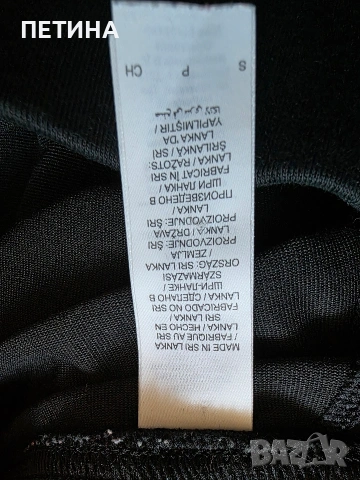 ПЕТИНА
MADE IN SRI LANKA
/ FABRIQUE AU SRI
LANKA / HECHO EN
SRI LANKA /
FABRICADO NO SRI
LANKA / СДЕЛАНО В
ШРИ-ЛАНКЕ /
SZÁRMAZÁSI
ORSZÁG: SRI LANKA
/ ZEMLJA
PROIZVODNJE: ŠRI
LANKA / DRŽAVA
PROIZVODNJE: ŠRI
LANKA /
ПРОИЗВЕДЕНО В
ШРИ ЛАНКА /
FABRICAT ÎN SRI
LANKA / RAŽOTS:
ŠRILANKA / SRI
LANKA 'DA
YAPILMIŞTIR /
S P CH
BAZAR